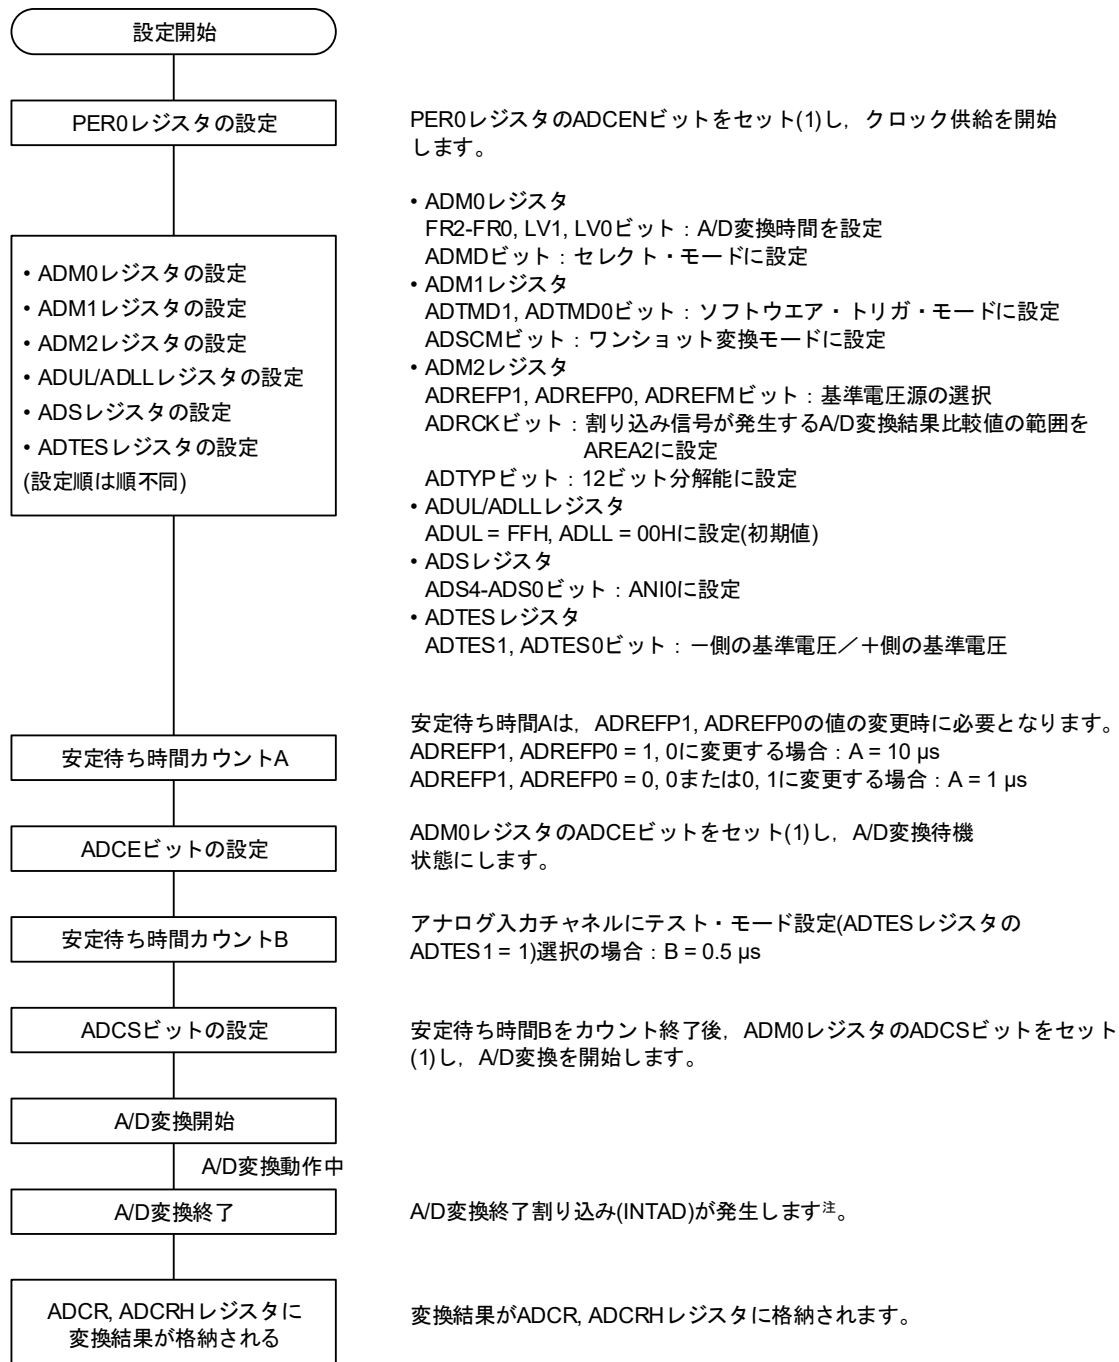 設定開始
PER0レジスタの設定
PER0レジスタのADCENビットをセット(1)し，クロック供給を開始
します。
• ADM0レジスタの設定
• ADM1レジスタの設定
• ADM2レジスタの設定
• ADUL/ADLLレジスタの設定
• ADSレジスタの設定
• ADTESレジスタの設定
(設定順は順不同)
• ADM0レジスタ
FR2-FR0, LV1, LV0ビット：A/D変換時間を設定
ADMDビット：セレクト・モードに設定
• ADM1レジスタ
ADTMD1, ADTMD0ビット：ソフトウエア・トリガ・モードに設定
ADSCMビット：ワンショット変換モードに設定
• ADM2レジスタ
ADREFP1, ADREFP0, ADREFMビット：基準電圧源の選択
ADRCKビット：割り込み信号が発生するA/D変換結果比較値の範囲を
AREA2に設定
ADTYPビット：12ビット分解能に設定
• ADUL/ADLLレジスタ
ADUL = FFH, ADLL = 00Hに設定(初期値)
• ADSレジスタ
ADS4-ADS0ビット：ANI0に設定
• ADTESレジスタ
ADTES1, ADTES0ビット：－側の基準電圧／＋側の基準電圧
安定待ち時間カウントA
安定待ち時間Aは，ADREFP1, ADREFP0の値の変更時に必要となります。
ADREFP1, ADREFP0 = 1, 0に変更する場合：A = 10 μs
ADREFP1, ADREFP0 = 0, 0または0, 1に変更する場合：A = 1 μs
ADCEビットの設定
ADM0レジスタのADCEビットをセット(1)し，A/D変換待機
状態にします。
安定待ち時間カウントB
アナログ入力チャネルにテスト・モード設定(ADTESレジスタの
ADTES1 = 1)選択の場合：B = 0.5 μs
ADCSビットの設定
安定待ち時間Bをカウント終了後，ADM0レジスタのADCSビットをセット
(1)し，A/D変換を開始します。
A/D変換開始
A/D変換動作中
A/D変換終了
A/D変換終了割り込み(INTAD)が発生します注。
ADCR, ADCRHレジスタに
変換結果が格納される
変換結果がADCR, ADCRHレジスタに格納されます。